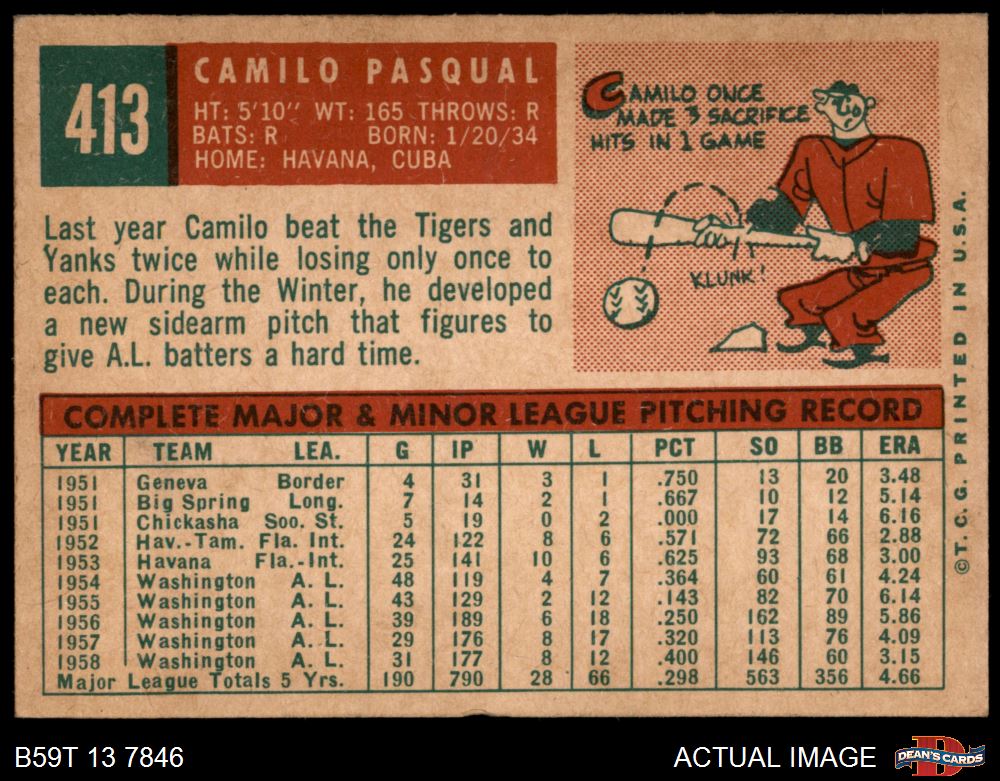 413
CAMILO PASQUAL
HT: 5'10" WT: 165 THROWS: R
BATS: R BORN: 1/20/34
HOME: HAVANA, CUBA
Last year Camilo beat the Tigers and
Yanks twice while losing only once to
each. During the Winter, he developed
a new sidearm pitch that figures to
give A.L. batters a hard time.
CAMILO ONCE
MADE 3 SACRIFICE
HITS IN 1 GAME
KLUNK!
COMPLETE MAJOR & MINOR LEAGUE PITCHING RECORD
YEAR TEAM LEA. G IP W L PCT SO BB ERA
1951 Geneva Border 4 31 3 1 .750 13 20 3.48
1951 Big Spring Long. 7 14 2 1 .667 10 12 5.14
1951 Chickasha Soo. St. 5 19 0 2 .000 17 14 6.16
1952 Hav.-Tam. Fla. Int. 24 122 8 6 .571 72 66 2.88
1953 Havana Fla.-Int. 25 141 10 6 .625 93 68 3.00
1954 Washington A. L. 48 119 4 7 .364 60 61 4.24
1955 Washington A. L. 43 129 2 12 .143 82 70 6.14
1956 Washington A. L. 39 189 6 18 .250 162 89 5.86
1957 Washington A. L. 29 176 8 17 .320 113 76 4.09
1958 Washington A. L. 31 177 8 12 .400 146 60 3.15
Major League Totals 5 Yrs. 190 790 28 66 .298 563 356 4.66
©T. C. G. PRINTED IN U.S.A.
B59T 13 7846
ACTUAL IMAGE
D
DEAN'S CARDS